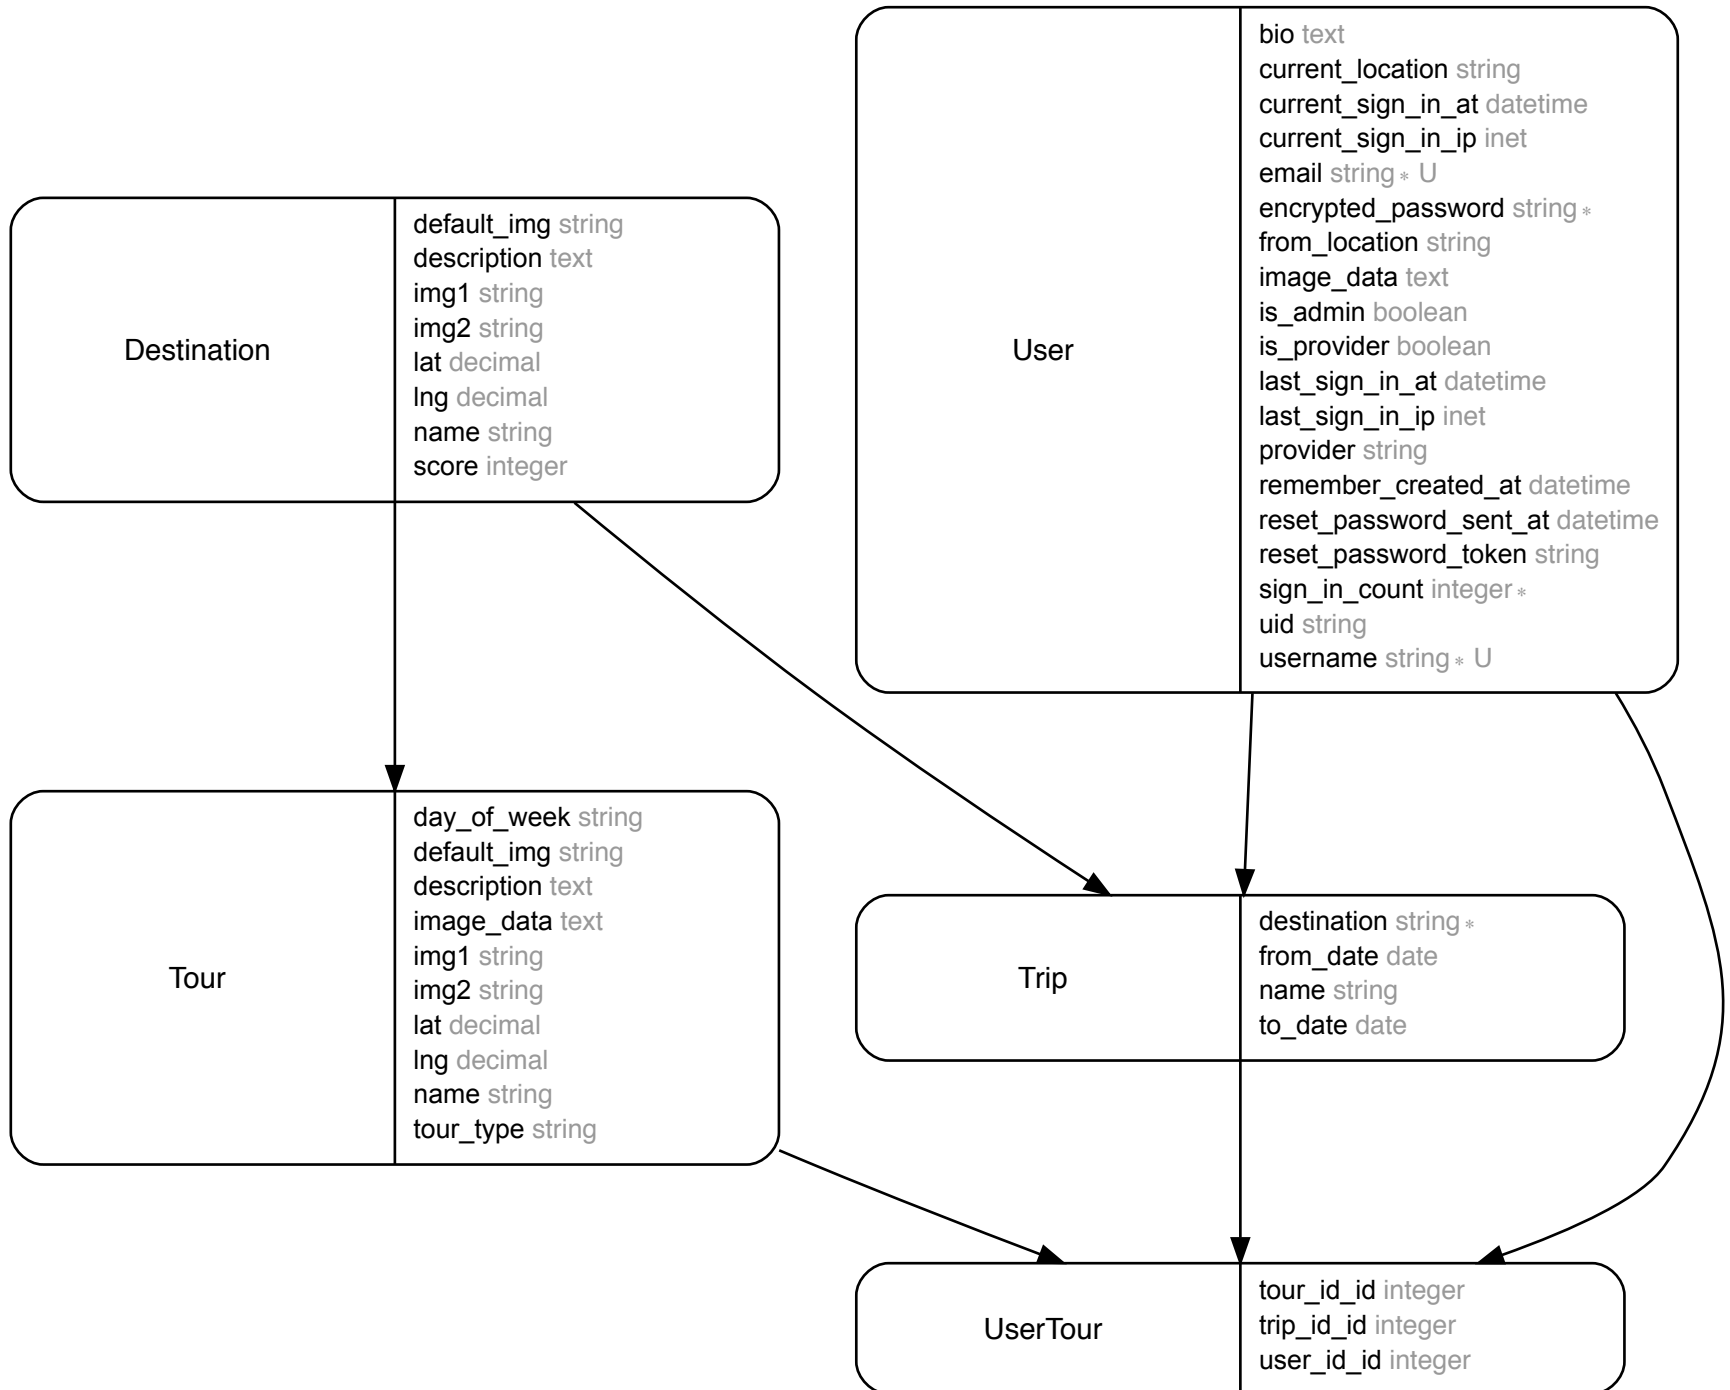 Destination
default_img string
description text
img1 string
img2 string
lat decimal
lng decimal
name string
score integer
User
bio text
current_location string
current_sign_in_at datetime
current_sign_in_ip inet
email string * U
encrypted_password string *
from_location string
image_data text
is_admin boolean
is_provider boolean
last_sign_in_at datetime
last_sign_in_ip inet
provider string
remember_created_at datetime
reset_password_sent_at datetime
reset_password_token string
sign_in_count integer *
uid string
username string * U
Tour
day_of_week string
default_img string
description text
image_data text
img1 string
img2 string
lat decimal
lng decimal
name string
tour_type string
Trip
destination string *
from_date date
name string
to_date date
UserTour
tour_id_id integer
trip_id_id integer
user_id_id integer